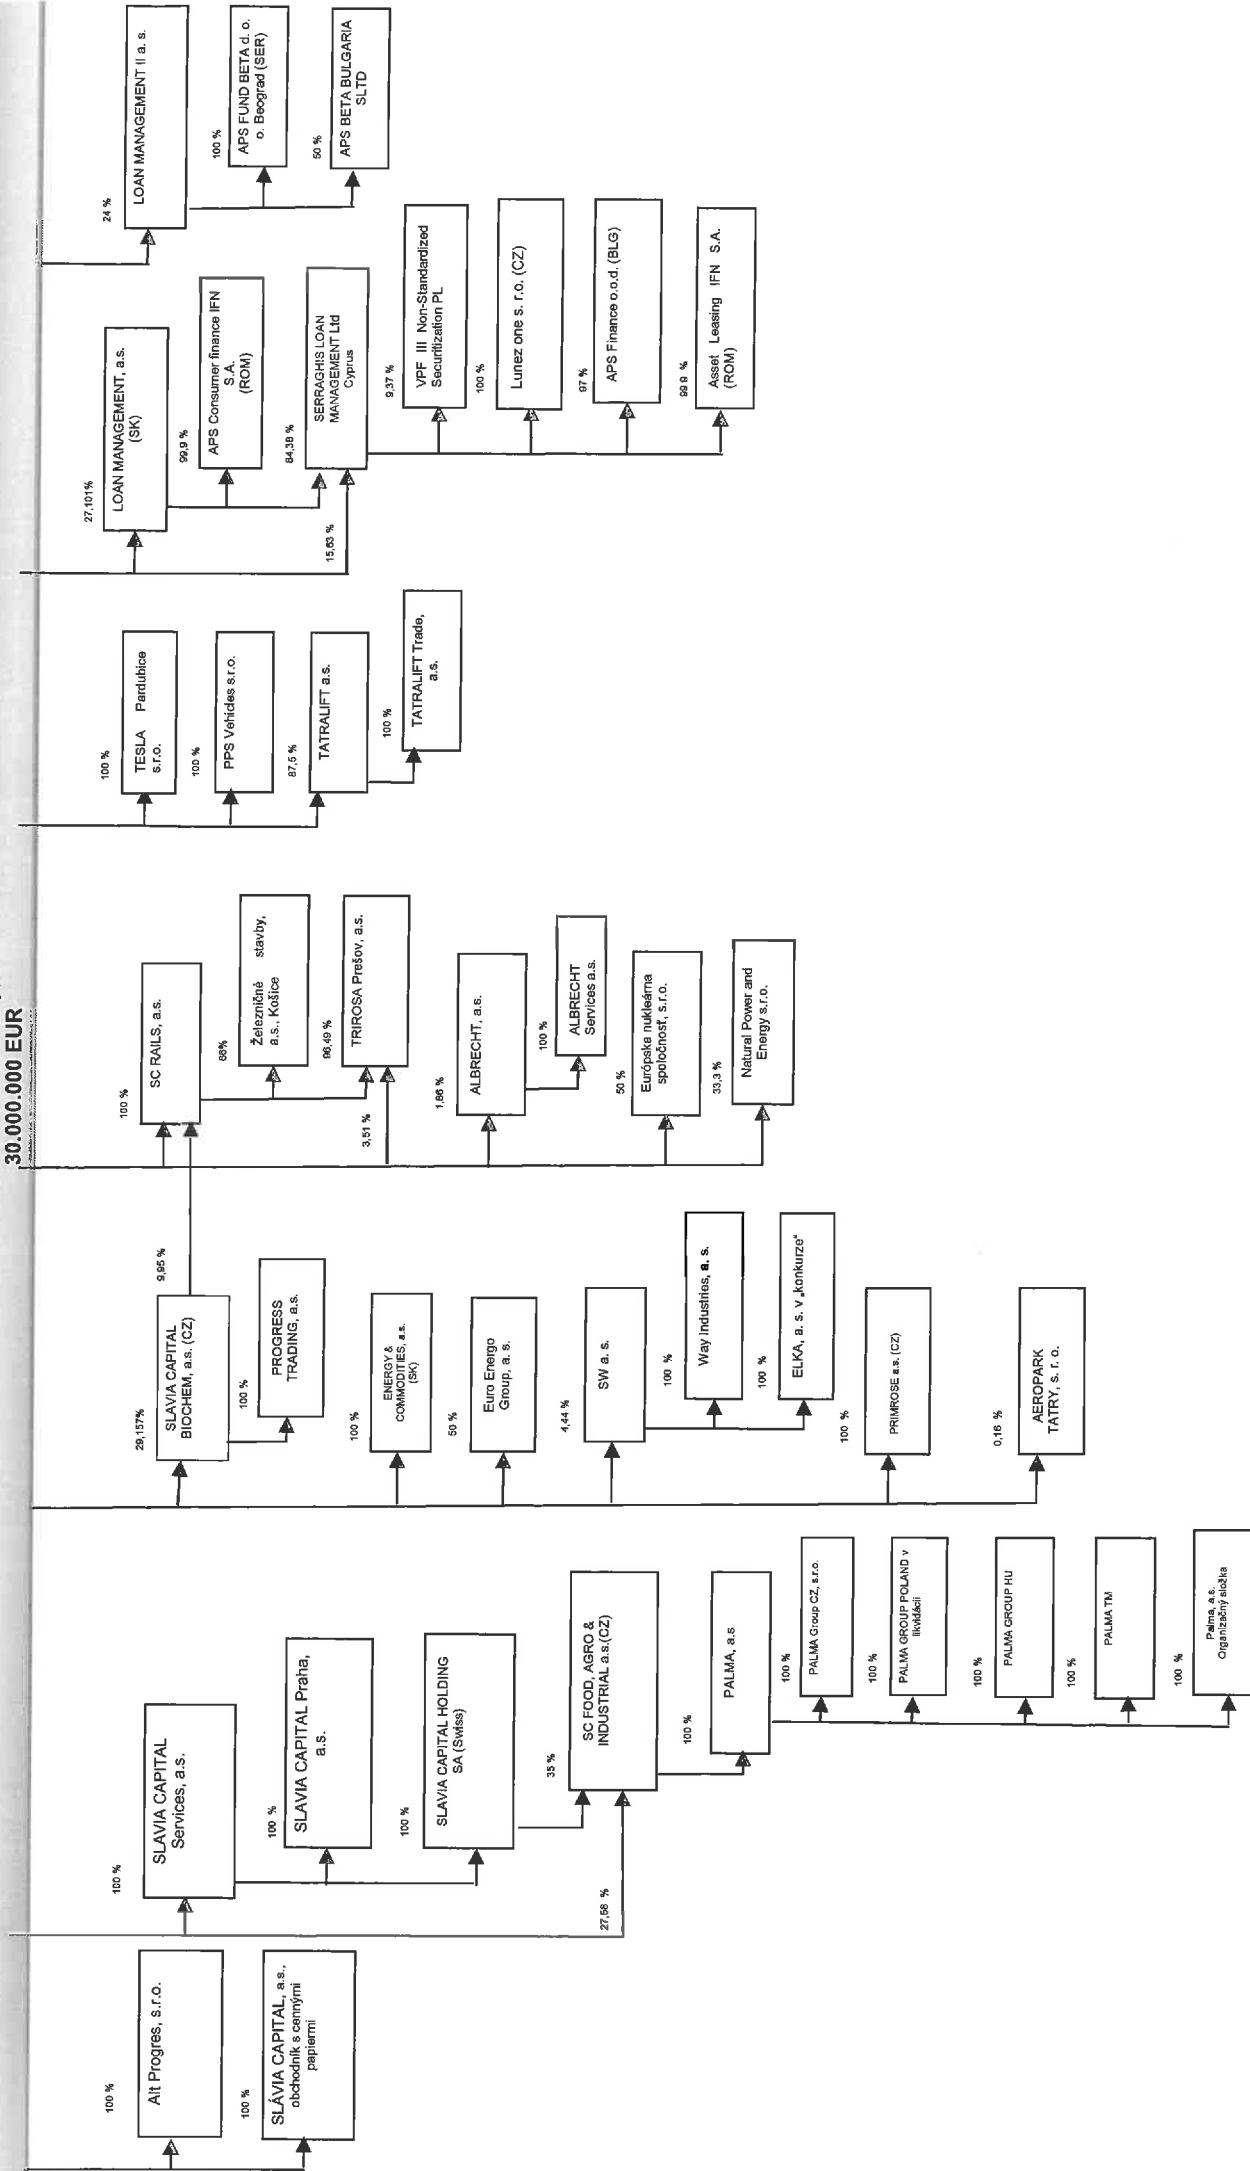 30.000.000 EUR
100 %
Alt Progres, s.r.o.
100 %
SLÁVIA CAPITAL, a.s.,
obchodník s cennými
papiermi
100 %
SLAVIA CAPITAL
Services, a.s.
100 %
SLAVIA CAPITAL Praha,
a.s.
100 %
SLAVIA CAPITAL HOLDING
SA (Swiss)
35 %
27,58 %
SC FOOD, AGRO &
INDUSTRIAL a.s.(CZ)
100 %
PALMA, a.s
100 %
PALMA Group CZ, s.r.o.
100 %
PALMA GROUP POLAND v
likvidácii
100 %
PALMA GROUP HU
100 %
PALMA TM
100 %
Palma, a.s.
Organizačný složka
29,157%
SLAVIA CAPITAL
BIOCHEM, a.s. (CZ)
9,95 %
100 %
PROGRESS
TRADING, a.s.
100 %
ENERGY &
COMMODITIES, a.s.
(SK)
50 %
Euro Energo
Group, a. s.
4,44 %
SW a. s.
100 %
Way Industries, a. s.
100 %
ELKA, a. s. v „konkurze“
100 %
PRIMROSE a.s. (CZ)
0,16 %
AEROPARK
TATRY, s. r. o.
100 %
SC RAILS, a.s.
66%
Železničné stavby,
a.s., Košice
96,49 %
3,51 %
TRIROSA Prešov, a.s.
1,86 %
ALBRECHT, a.s.
100 %
ALBRECHT
Services a.s.
50 %
Európska nukleárna
spoločnosť, s.r.o.
33,3 %
Natural Power and
Energy s.r.o.
100 %
TESLA Pardubice
s.r.o.
100 %
PPS Vehicles s.r.o.
87,5 %
TATRALIFT a.s.
100 %
TATRALIFT Trade,
a.s.
27,101%
LOAN MANAGEMENT, a.s.
(SK)
99,9 %
APS Consumer finance IFN
S.A.
(ROM)
84,38 %
15,63 %
SERRAGHIS LOAN
MANAGEMENT Ltd
Cyprus
9,37 %
VPF III Non-Standardized
Securitization PL
100 %
Lunez one s. r.o. (CZ)
97 %
APS Finance o.o.d. (BLG)
99.9 %
Asset Leasing IFN S.A.
(ROM)
24 %
LOAN MANAGEMENT II a. s.
100 %
APS FUND BETA d. o.
o. Beograd (SER)
50 %
APS BETA BULGARIA
SLTD